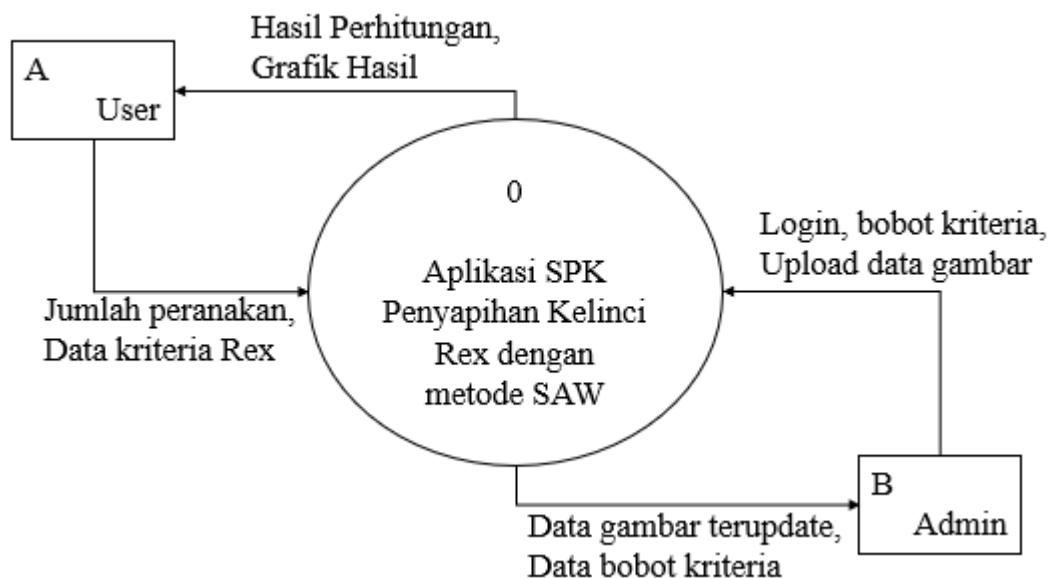 Hasil Perhitungan,
Grafik Hasil
A
User
0
Aplikasi SPK
Penyapihan Kelinci
Rex dengan
metode SAW
Login, bobot kriteria,
Upload data gambar
Jumlah peranakan,
Data kriteria Rex
B
Admin
Data gambar terupdate,
Data bobot kriteria